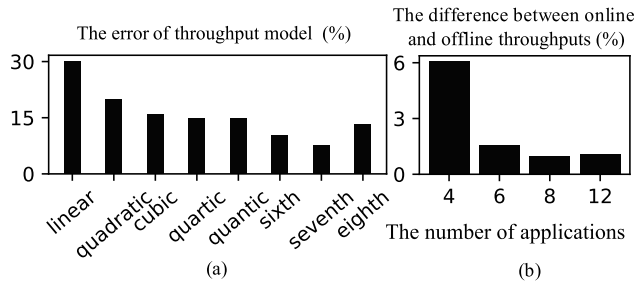 The error of throughput model (%)
30
15
0
linear
quadratic
cubic
quartic
quantic
sixth
seventh
eighth
(a)
The difference between online
and offline throughputs (%)
6
3
0
4 6 8 12
The number of applications
(b)